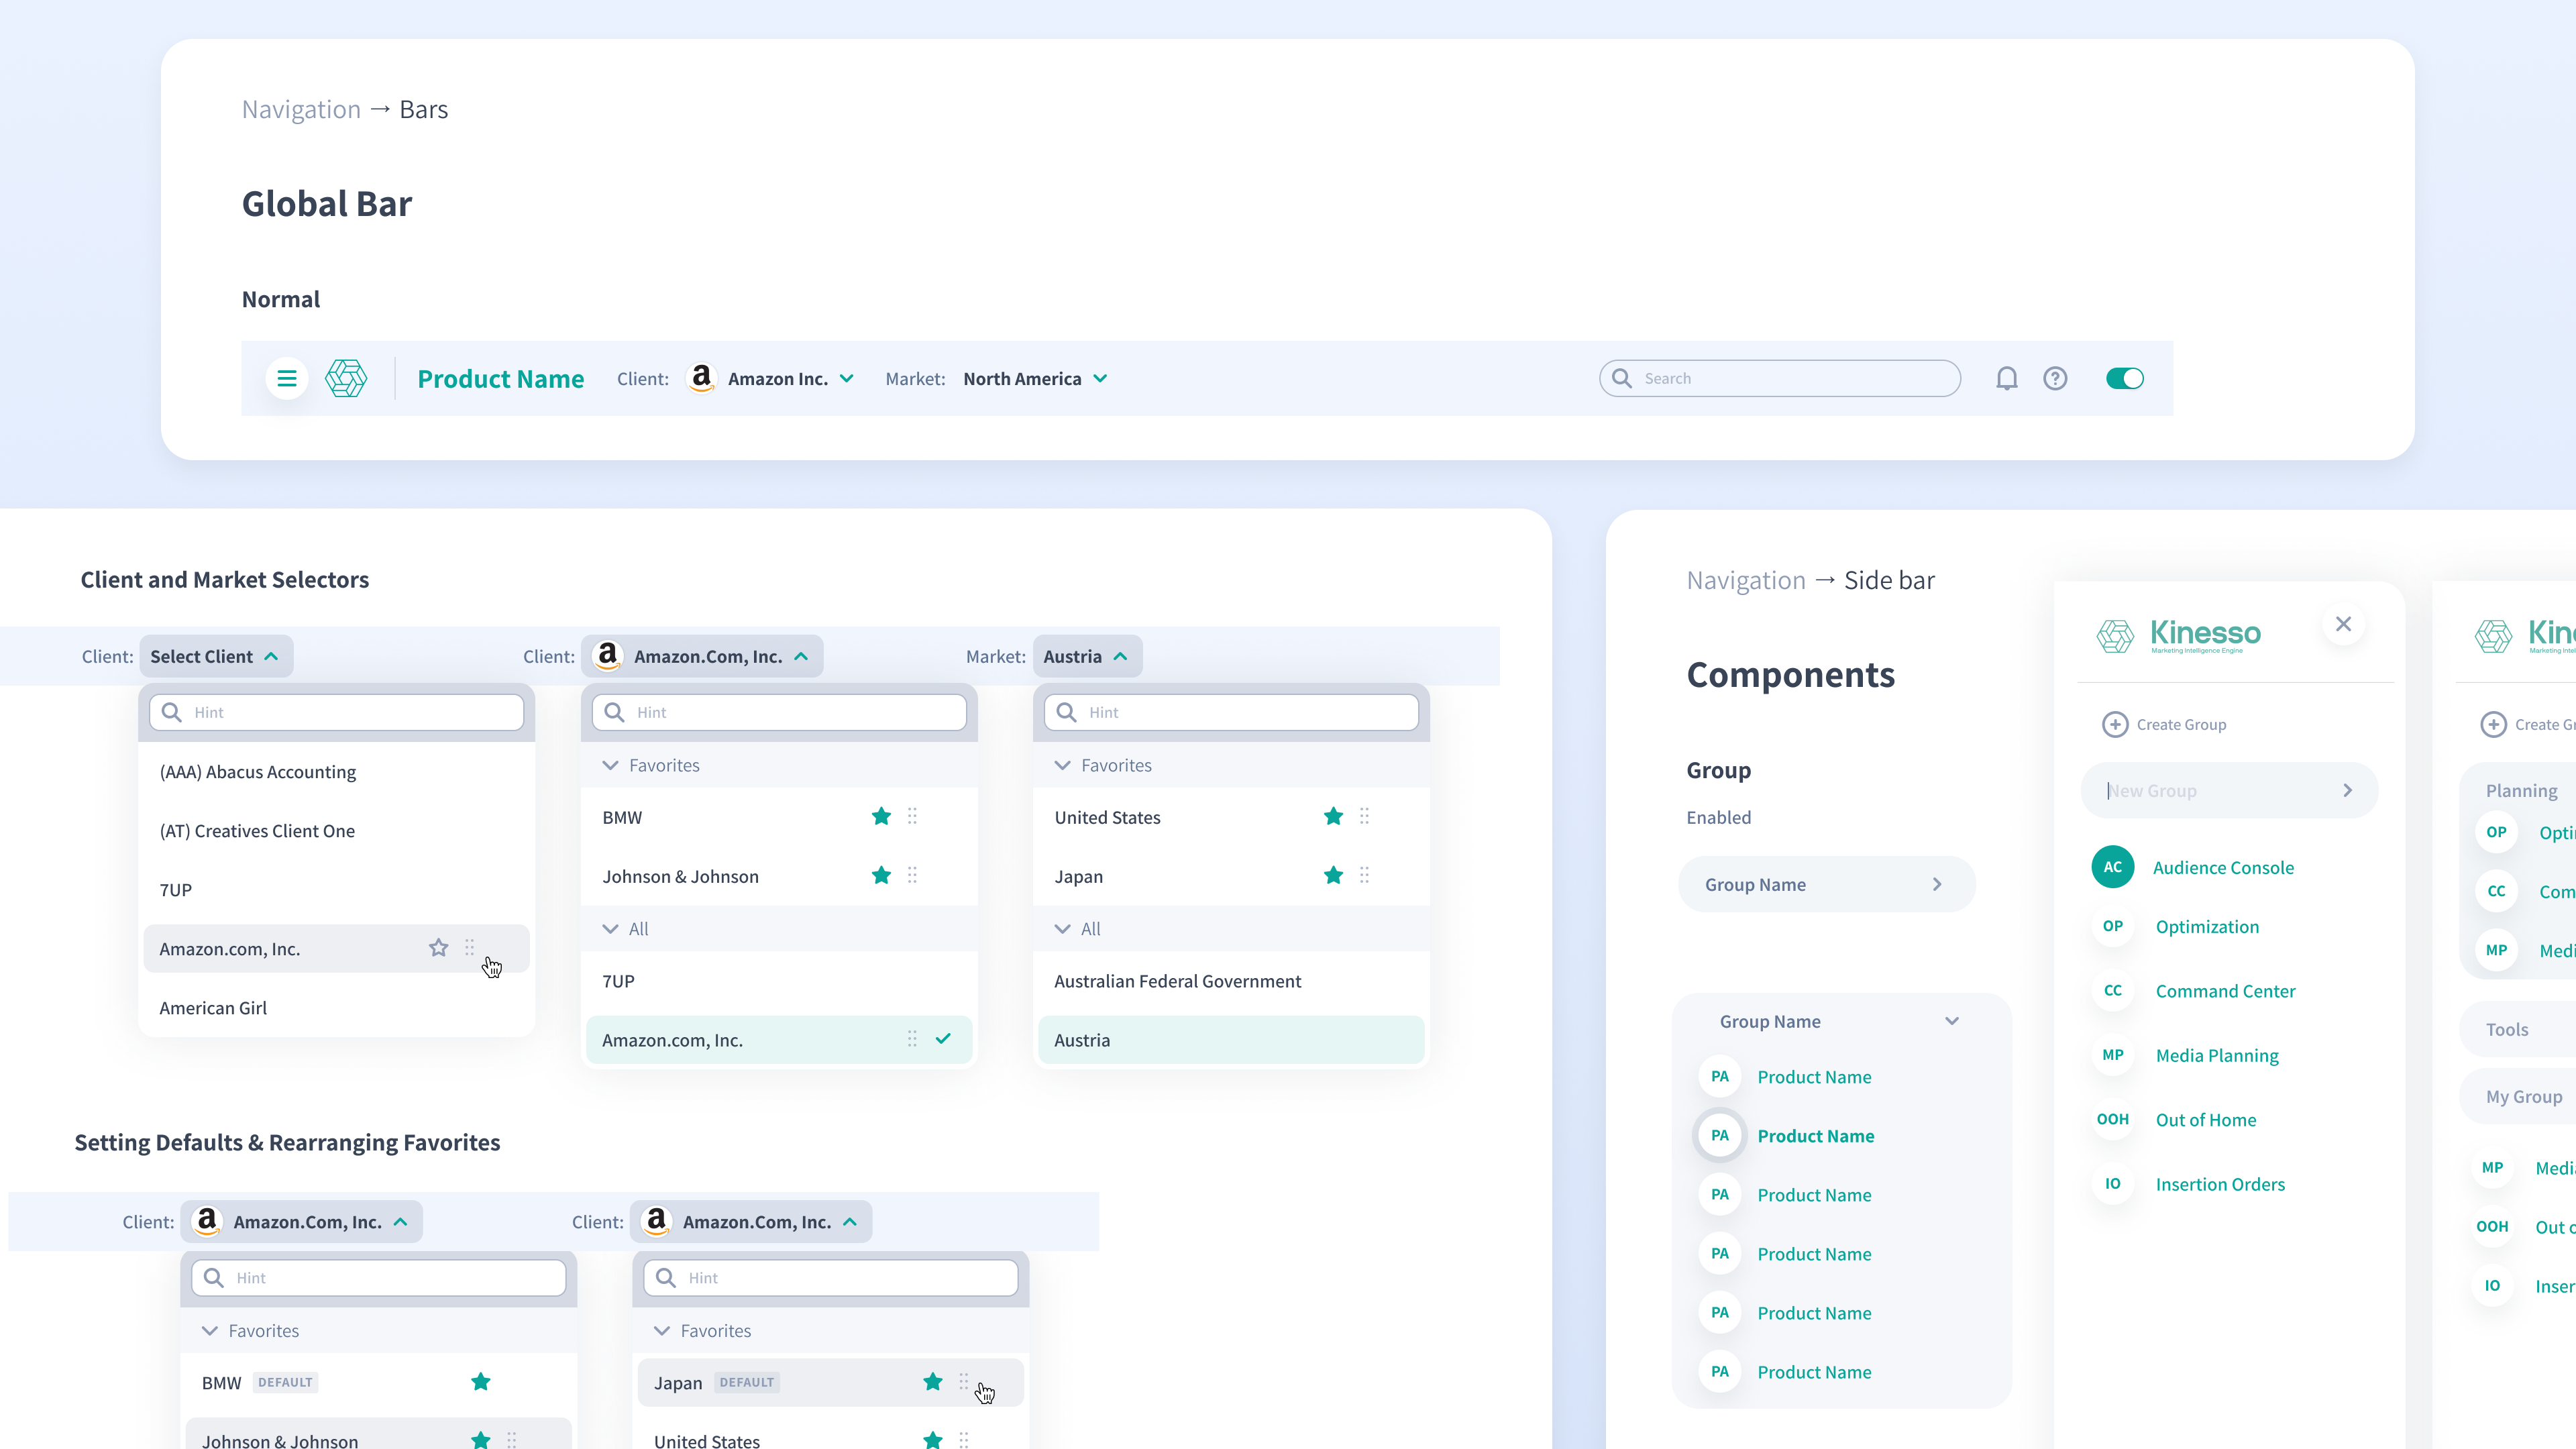 Navigation → Bars
Global Bar
Normal
Product Name Client: Amazon Inc. Market: North America Search
Client and Market Selectors
Client: Select Client
Hint
(AAA) Abacus Accounting
(AT) Creatives Client One
7UP
Amazon.com, Inc.
American Girl
Client: Amazon.Com, Inc.
Hint
Favorites
BMW
Johnson & Johnson
All
7UP
Amazon.com, Inc.
Market: Austria
Hint
Favorites
United States
Japan
All
Australian Federal Government
Austria
Setting Defaults & Rearranging Favorites
Client: Amazon.Com, Inc.
Hint
Favorites
BMW DEFAULT
Johnson & Johnson
Client: Amazon.Com, Inc.
Hint
Favorites
Japan DEFAULT
United States
Navigation → Side bar
Components
Group
Enabled
Group Name
Group Name
PA Product Name
PA Product Name
PA Product Name
PA Product Name
PA Product Name
PA Product Name
Kinesso
Marketing Intelligence Engine
Create Group
New Group
AC Audience Console
OP Optimization
CC Command Center
MP Media Planning
OOH Out of Home
IO Insertion Orders
Kin
Marketing Intel
Create Gr
Planning
OP Opti
CC Com
MP Medi
Tools
My Group
MP Medi
OOH Out o
IO Inser